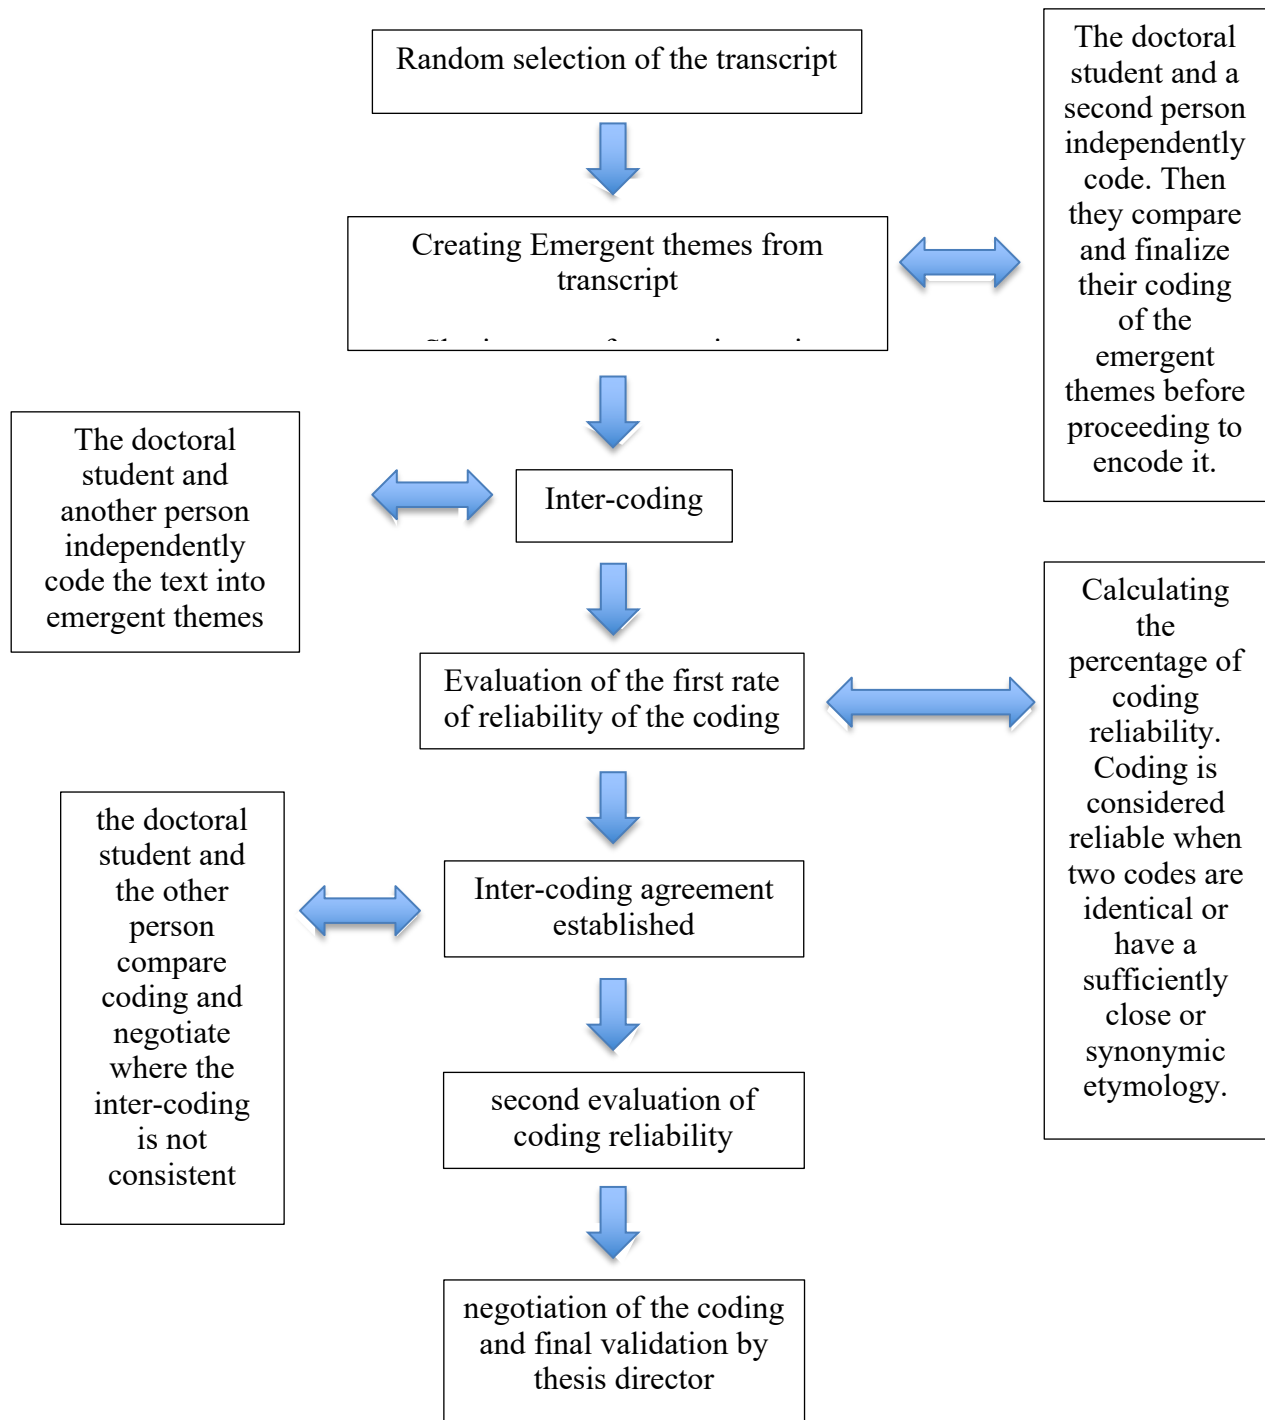 Random selection of the transcript
The doctoral
student and a
second person
independently
code. Then
they compare
and finalize
their coding
of the
emergent
themes before
proceeding to
encode it.
Creating Emergent themes from
transcript
The doctoral
student and
another person
independently
code the text into
emergent themes
Inter-coding
Evaluation of the first rate
of reliability of the coding
Calculating
the
percentage of
coding
reliability.
Coding is
considered
reliable when
two codes are
identical or
have a
sufficiently
close or
synonymic
etymology.
the doctoral
student and
the other
person
compare
coding and
negotiate
where the
inter-coding
is not
consistent
Inter-coding agreement
established
second evaluation of
coding reliability
negotiation of the coding
and final validation by
thesis director